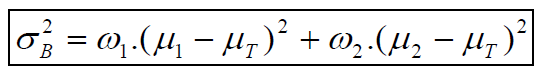 σ_B^2 = ω_1.(μ_1 − μ_T)^2 + ω_2.(μ_2 − μ_T)^2